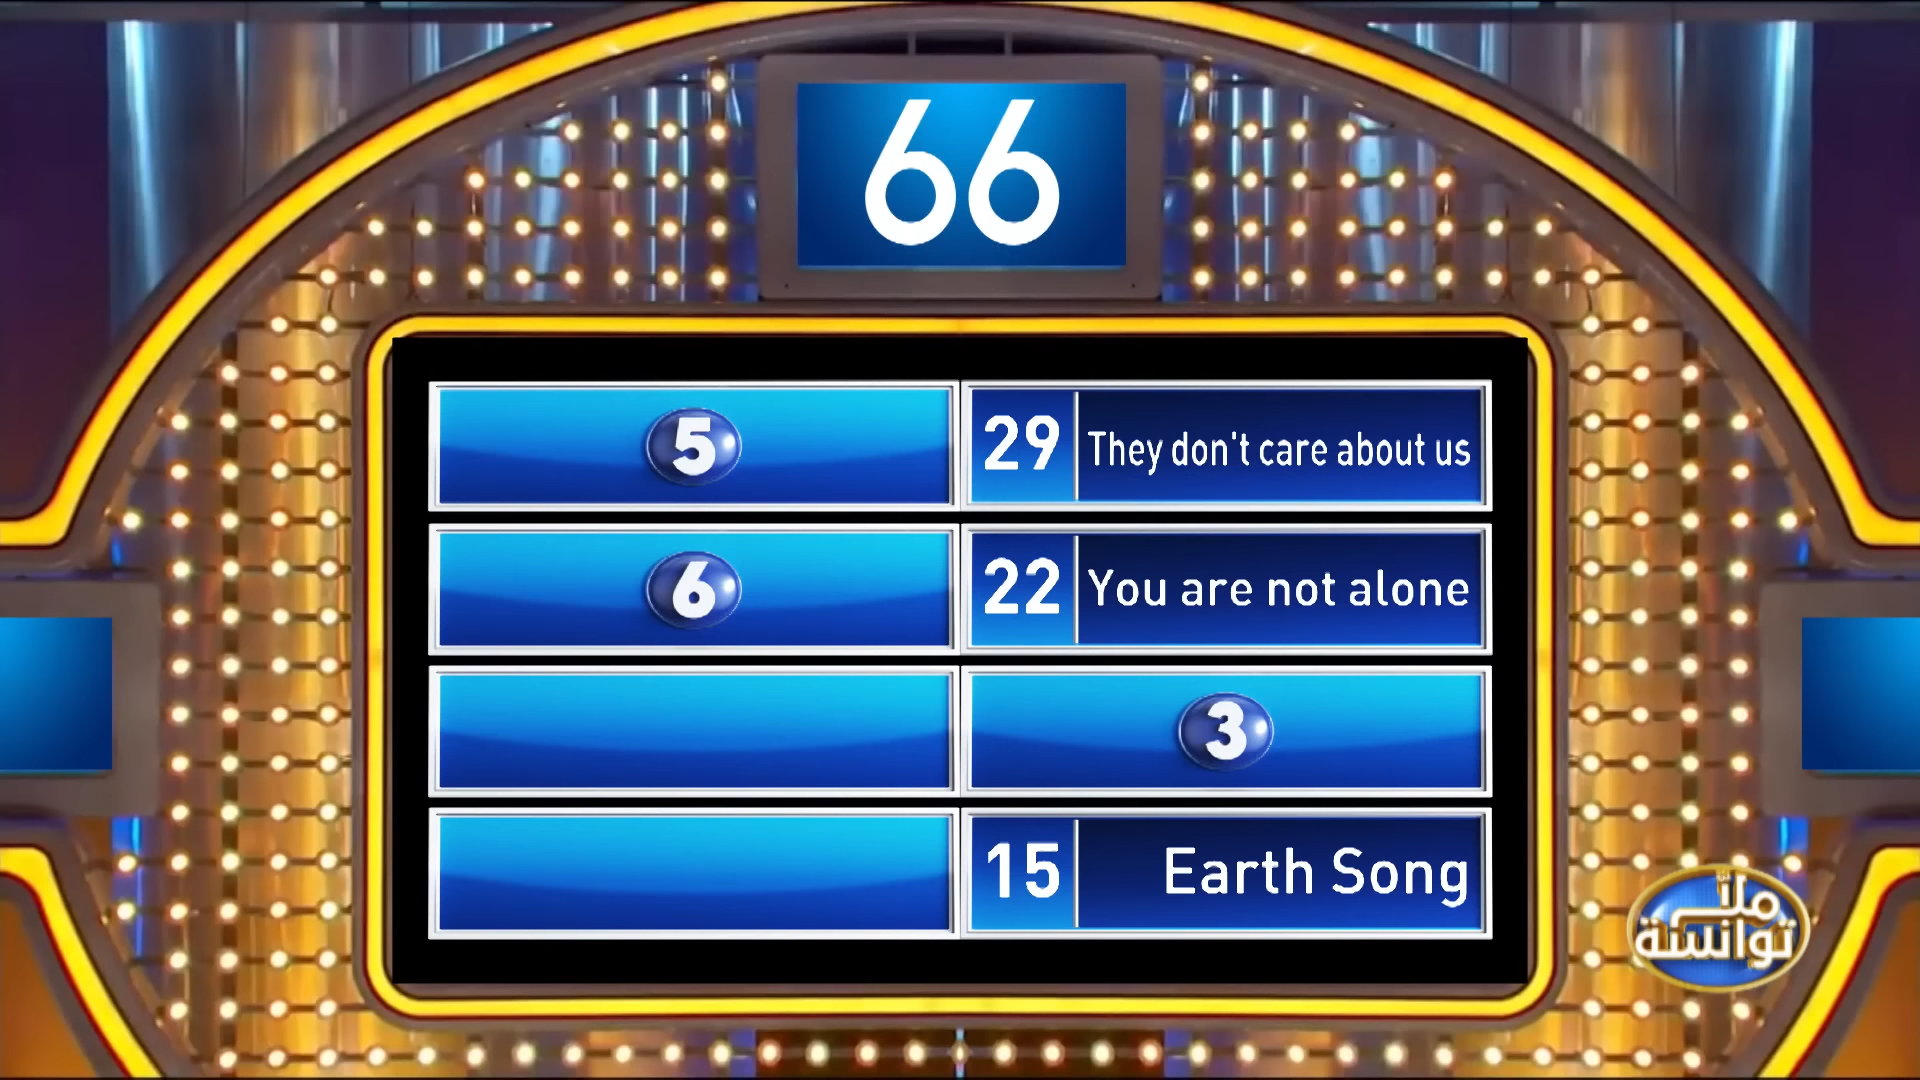 66
29 They don't care about us
5
22 You are not alone
6
3
15 Earth Song
ملّا
توانسة